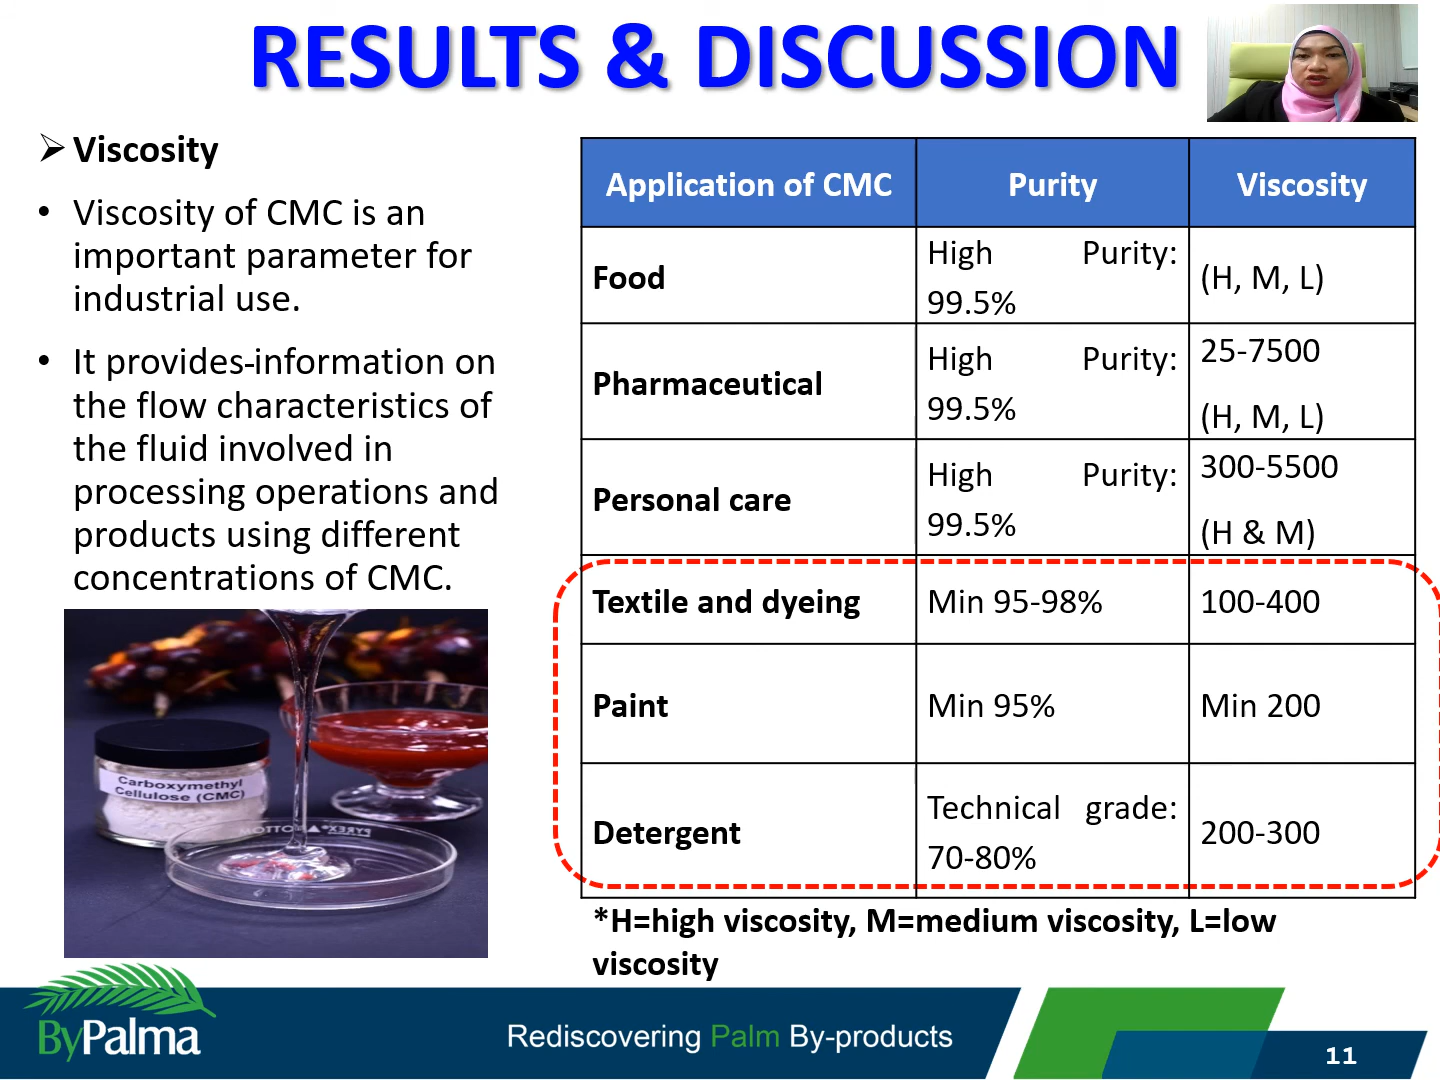 RESULTS & DISCUSSION
➢ Viscosity
• Viscosity of CMC is an
important parameter for
industrial use.
• It provides-information on
the flow characteristics of
the fluid involved in
processing operations and
products using different
concentrations of CMC.
Application of CMC Purity Viscosity
Food High Purity: 99.5% (H, M, L)
Pharmaceutical High Purity: 99.5% 25-7500 (H, M, L)
Personal care High Purity: 99.5% 300-5500 (H & M)
Textile and dyeing Min 95-98% 100-400
Paint Min 95% Min 200
Detergent Technical grade: 70-80% 200-300
*H=high viscosity, M=medium viscosity, L=low
viscosity
Carboxymethyl
Cellulose (CMC)
PYREX BOTTOM
ByPalma
Rediscovering Palm By-products
11